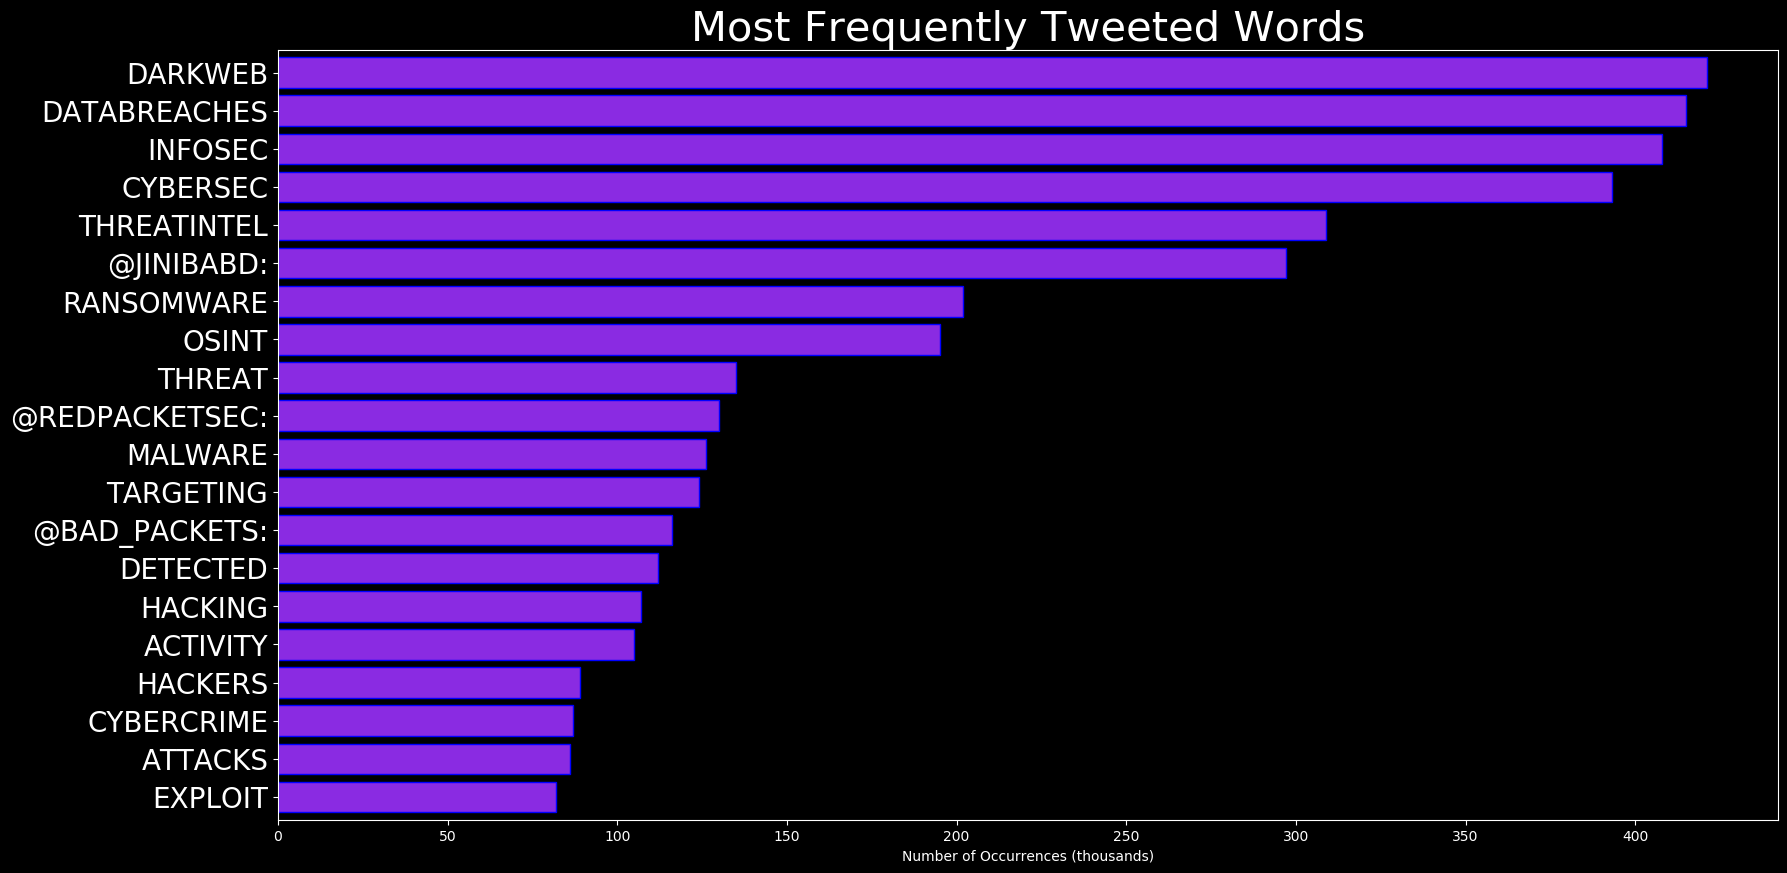 Most Frequently Tweeted Words
DARKWEB
DATABREACHES
INFOSEC
CYBERSEC
THREATINTEL
@JINIBABD:
RANSOMWARE
OSINT
THREAT
@REDPACKETSEC:
MALWARE
TARGETING
@BAD_PACKETS:
DETECTED
HACKING
ACTIVITY
HACKERS
CYBERCRIME
ATTACKS
EXPLOIT
0 50 100 150 200 250 300 350 400
Number of Occurrences (thousands)